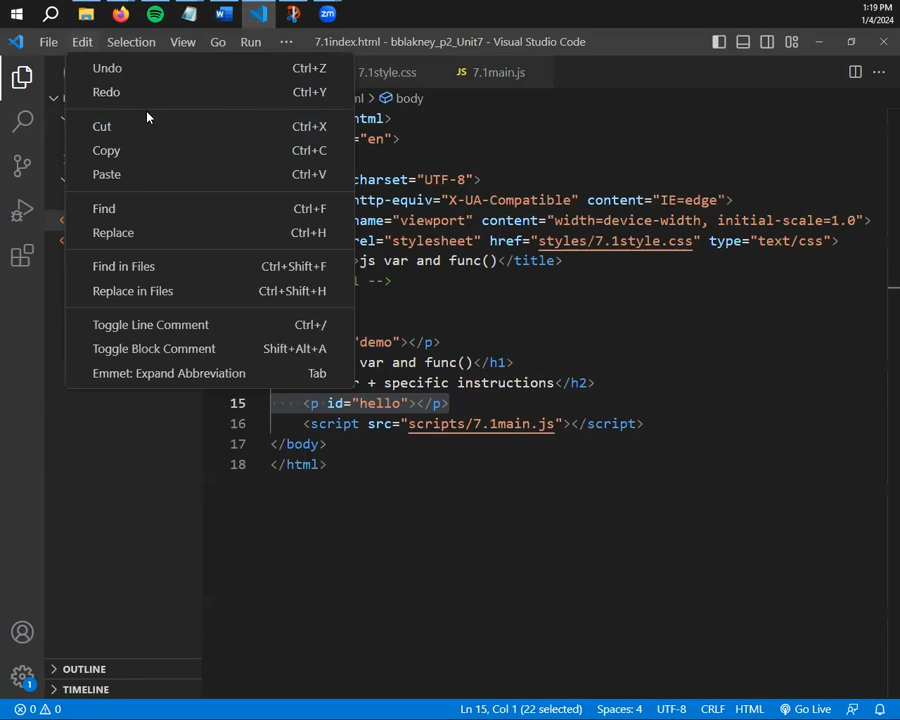 1:19 PM
1/4/2024
zm
File Edit Selection View Go Run ··· 7.1index.html - bblakney_p2_Unit7 - Visual Studio Code
7.1style.css JS 7.1main.js ···
Undo Ctrl+Z
Redo Ctrl+Y
Cut Ctrl+X
Copy Ctrl+C
Paste Ctrl+V
Find Ctrl+F
Replace Ctrl+H
Find in Files Ctrl+Shift+F
Replace in Files Ctrl+Shift+H
Toggle Line Comment Ctrl+/
Toggle Block Comment Shift+Alt+A
Emmet: Expand Abbreviation Tab
ml > body
html>
="en">
charset="UTF-8">
http-equiv="X-UA-Compatible" content="IE=edge">
name="viewport" content="width=device-width, initial-scale=1.0">
rel="stylesheet" href="styles/7.1style.css" type="text/css">
>js var and func()</title>
-->
"demo"></p>
var and func()</h1>
+ specific instructions</h2>
15 <p id="hello"></p>
16 <script src="scripts/7.1main.js"></script>
17 </body>
18 </html>
OUTLINE
TIMELINE
1
0 0 Ln 15, Col 1 (22 selected) Spaces: 4 UTF-8 CRLF HTML Go Live